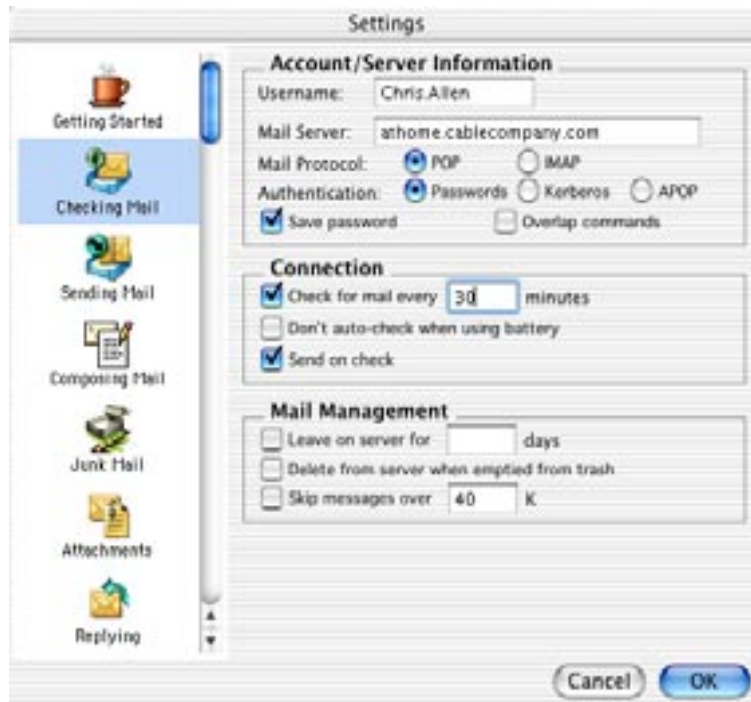 Settings
Getting Started
Checking Mail
Sending Mail
Composing Mail
Junk Mail
Attachments
Replying
Account/Server Information
Username: Chris.Allen
Mail Server: athome.cablecompany.com
Mail Protocol: POP IMAP
Authentication: Passwords Kerberos APOP
Save password Overlap commands
Connection
Check for mail every 30 minutes
Don't auto-check when using battery
Send on check
Mail Management
Leave on server for days
Delete from server when emptied from trash
Skip messages over 40 K
Cancel OK